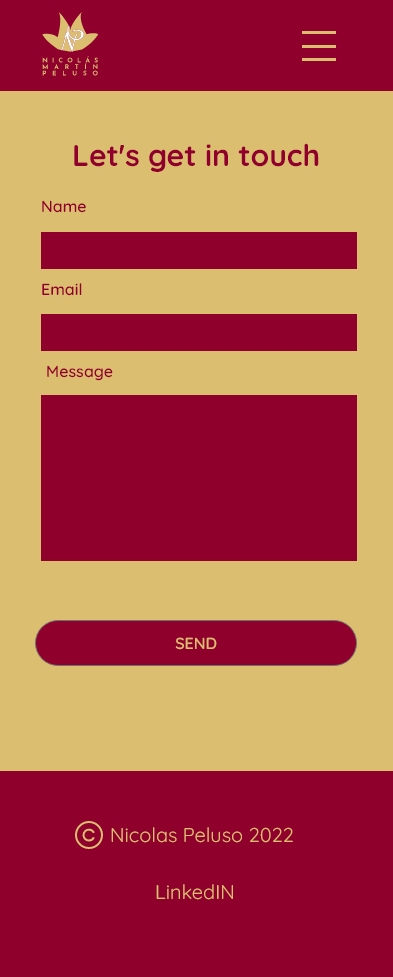 NP
NICOLÁS
MARTÍN
PELUSO
Let's get in touch
Name
Email
Message
SEND
© Nicolas Peluso 2022
LinkedIN